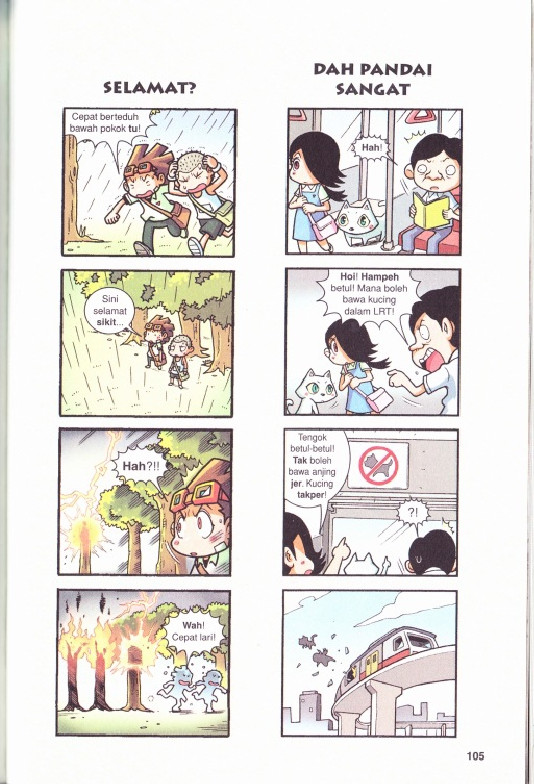 SELAMAT?
Cepat berteduh
bawah pokok tu!
Sini
selamat
sikit...
Hah?!!
Wah!
Cepat lari!
DAH PANDAI
SANGAT
Hah!
Hoi! Hampeh
betul! Mana boleh
bawa kucing
dalam LRT!
Tengok
betul-betul!
Tak boleh
bawa anjing
jer. Kucing
takper!
?!
105